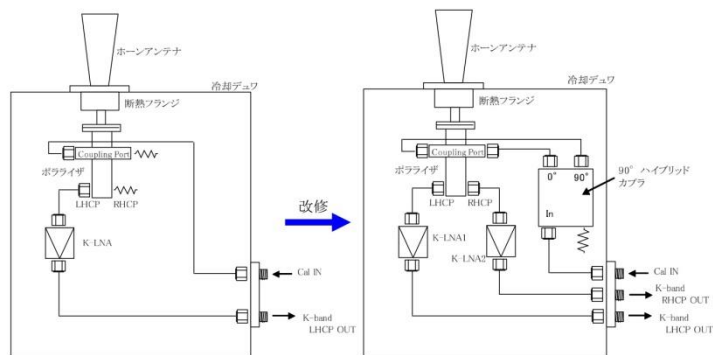 ホーンアンテナ
冷却デュワ
断熱フランジ
Coupling Port
ポラライザ
LHCP
RHCP
K-LNA
Cal IN
K-band
LHCP OUT
改修
ホーンアンテナ
冷却デュワ
断熱フランジ
Coupling Port
ポラライザ
0°
90°
90° ハイブリッド
カプラ
In
LHCP
RHCP
K-LNA1
K-LNA2
Cal IN
K-band
RHCP OUT
K-band
LHCP OUT